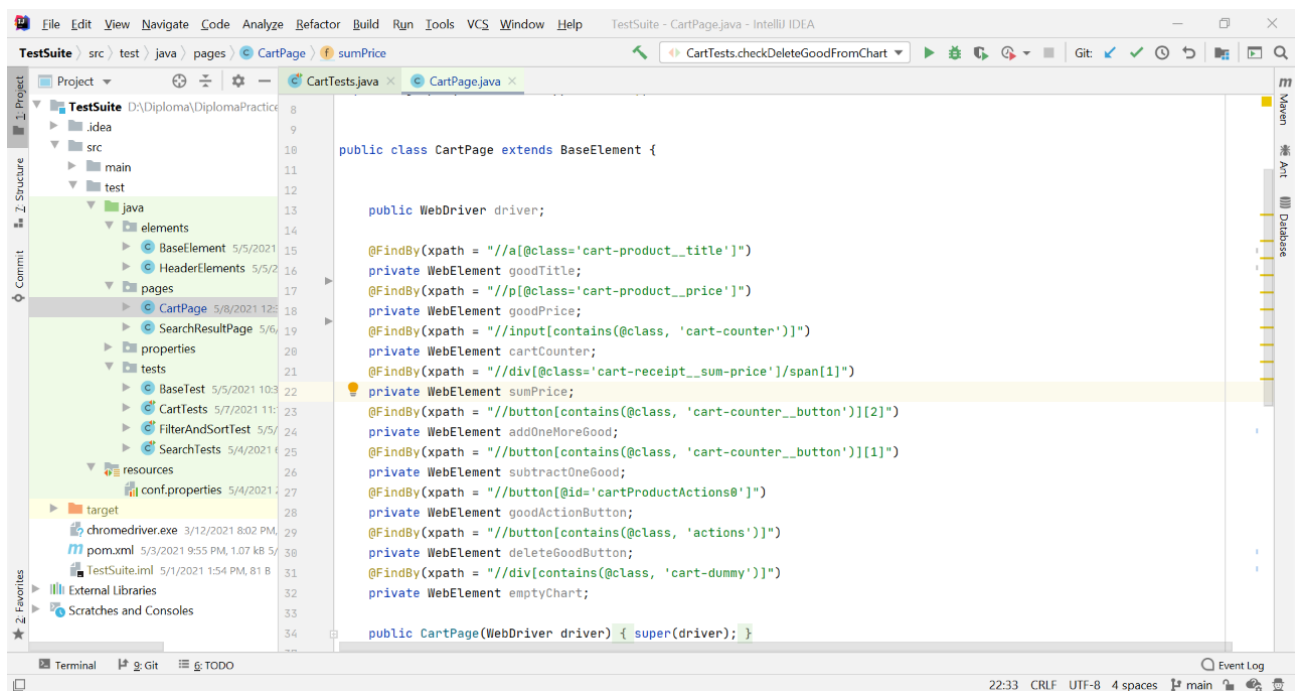 File Edit View Navigate Code Analyze Refactor Build Run Tools VCS Window Help TestSuite - CartPage.java - IntelliJ IDEA
TestSuite src test java pages CartPage sumPrice CartTests.checkDeleteGoodFromChart Git:
Project
CartTests.java CartPage.java
TestSuite D:\Diploma\DiplomaPractice
.idea
src
main
test
java
elements
BaseElement 5/5/2021
HeaderElements 5/5/2
pages
CartPage 5/8/2021 12:
SearchResultPage 5/6/
properties
tests
BaseTest 5/5/2021 10:3
CartTests 5/7/2021 11:
FilterAndSortTest 5/5/
SearchTests 5/4/2021
resources
conf.properties 5/4/2021
target
chromedriver.exe 3/12/2021 8:02 PM,
pom.xml 5/3/2021 9:55 PM, 1.07 kB 5/
TestSuite.iml 5/1/2021 1:54 PM, 81 B
External Libraries
Scratches and Consoles
8
9
10 public class CartPage extends BaseElement {
11
12
13 public WebDriver driver;
14
15 @FindBy(xpath = "//a[@class='cart-product__title']")
16 private WebElement goodTitle;
17 @FindBy(xpath = "//p[@class='cart-product__price']")
18 private WebElement goodPrice;
19 @FindBy(xpath = "//input[contains(@class, 'cart-counter')]")
20 private WebElement cartCounter;
21 @FindBy(xpath = "//div[@class='cart-receipt__sum-price']/span[1]")
22 private WebElement sumPrice;
23 @FindBy(xpath = "//button[contains(@class, 'cart-counter__button')][2]")
24 private WebElement addOneMoreGood;
25 @FindBy(xpath = "//button[contains(@class, 'cart-counter__button')][1]")
26 private WebElement subtractOneGood;
27 @FindBy(xpath = "//button[@id='cartProductActions0']")
28 private WebElement goodActionButton;
29 @FindBy(xpath = "//button[contains(@class, 'actions')]")
30 private WebElement deleteGoodButton;
31 @FindBy(xpath = "//div[contains(@class, 'cart-dummy')]")
32 private WebElement emptyChart;
33
34 public CartPage(WebDriver driver) { super(driver); }
1: Project
7: Structure
Commit
2: Favorites
Maven
Ant
Database
Terminal 9: Git 6: TODO Event Log
22:33 CRLF UTF-8 4 spaces main